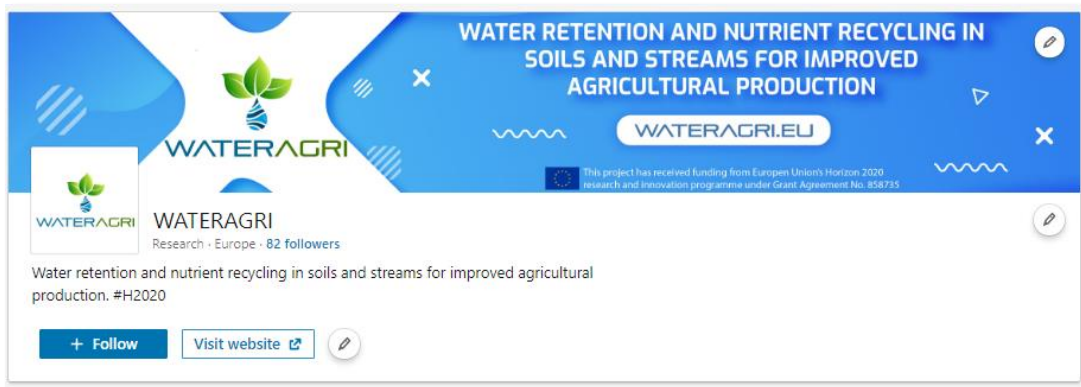 WATER RETENTION AND NUTRIENT RECYCLING IN
SOILS AND STREAMS FOR IMPROVED
AGRICULTURAL PRODUCTION
WATERAGRI.EU
WATERAGRI
This project has received funding from Europen Union's Horizon 2020
research and innovation programme under Grant Agreement No. 858735
WATERAGRI
WATERAGRI
Research · Europe · 82 followers
Water retention and nutrient recycling in soils and streams for improved agricultural
production. #H2020
+ Follow
Visit website